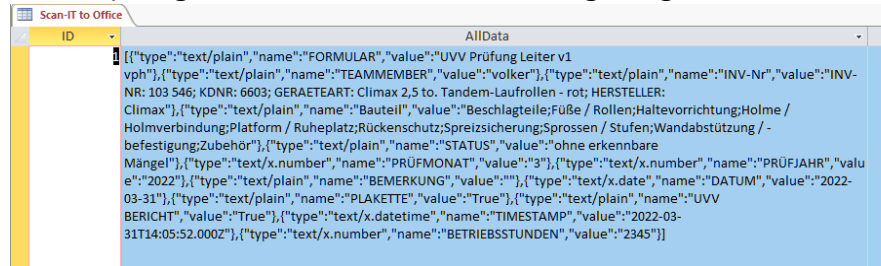 Scan-IT to Office
ID AllData
1 [{"type":"text/plain","name":"FORMULAR","value":"UVV Prüfung Leiter v1
vph"},{"type":"text/plain","name":"TEAMMEMBER","value":"volker"},{"type":"text/plain","name":"INV-Nr","value":"INV-
NR: 103 546; KDNR: 6603; GERAETEART: Climax 2,5 to. Tandem-Laufrollen - rot; HERSTELLER:
Climax"},{"type":"text/plain","name":"Bauteil","value":"Beschlagteile;Füße / Rollen;Haltevorrichtung;Holme /
Holmverbindung;Platform / Ruheplatz;Rückenschutz;Spreizsicherung;Sprossen / Stufen;Wandabstützung / -
befestigung;Zubehör"},{"type":"text/plain","name":"STATUS","value":"ohne erkennbare
Mängel"},{"type":"text/x.number","name":"PRÜFMONAT","value":"3"},{"type":"text/x.number","name":"PRÜFJAHR","valu
e":"2022"},{"type":"text/plain","name":"BEMERKUNG","value":""},{"type":"text/x.date","name":"DATUM","value":"2022-
03-31"},{"type":"text/plain","name":"PLAKETTE","value":"True"},{"type":"text/plain","name":"UVV
BERICHT","value":"True"},{"type":"text/x.datetime","name":"TIMESTAMP","value":"2022-03-
31T14:05:52.000Z"},{"type":"text/x.number","name":"BETRIEBSSTUNDEN","value":"2345"}]